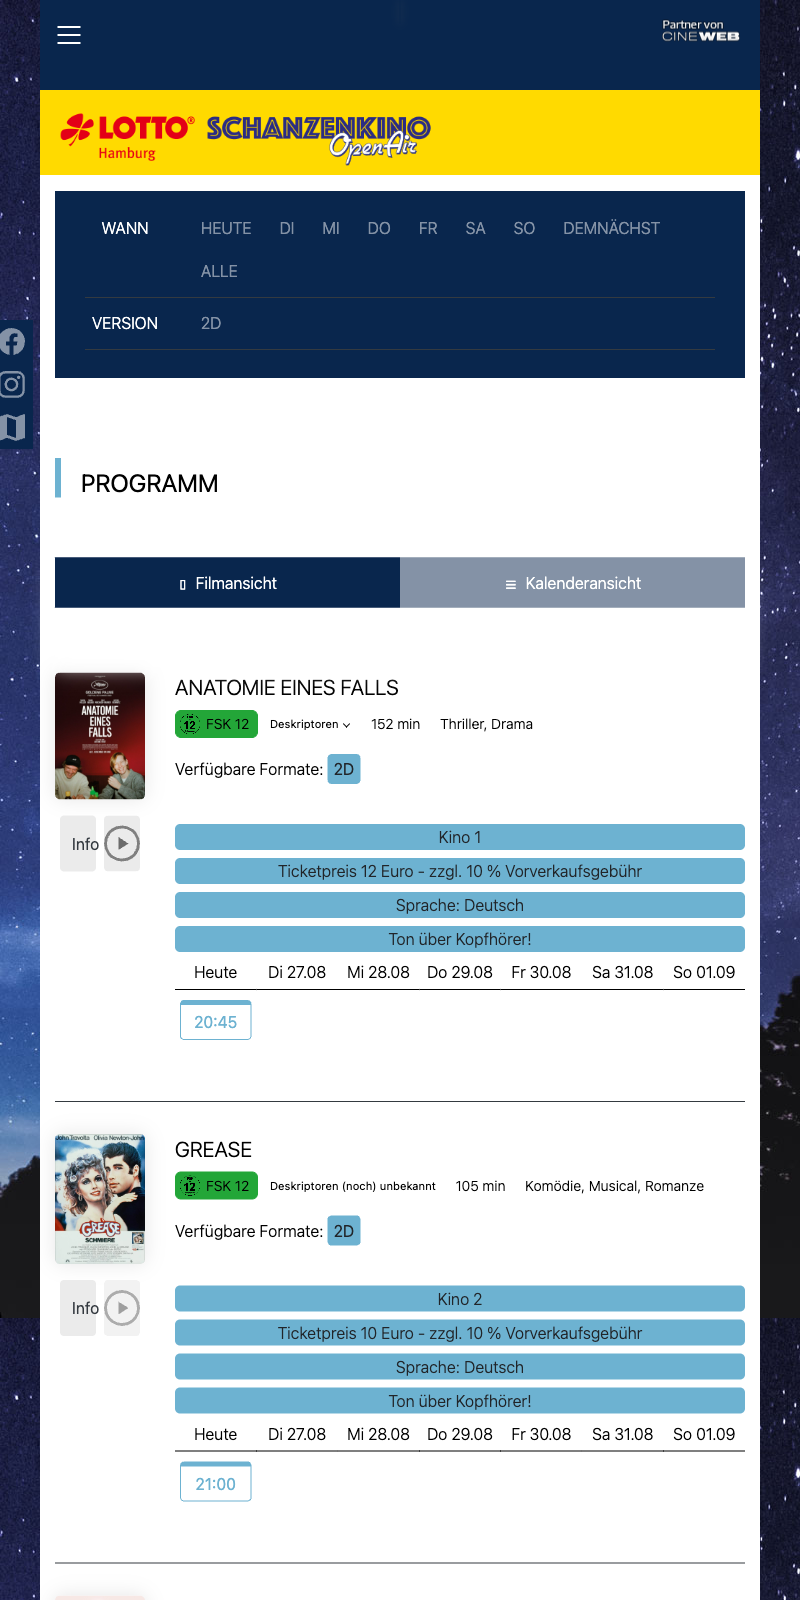 Partner von
CINEWEB
LOTTO®
Hamburg
SCHANZENKINO
OpenAir
WANN HEUTE DI MI DO FR SA SO DEMNÄCHST
ALLE
VERSION 2D
PROGRAMM
Filmansicht Kalenderansicht
ANATOMIE EINES FALLS
ANATOMIE
EINES
FALLS
12 FSK 12 Deskriptoren 152 min Thriller, Drama
Verfügbare Formate: 2D
Info
Kino 1
Ticketpreis 12 Euro - zzgl. 10 % Vorverkaufsgebühr
Sprache: Deutsch
Ton über Kopfhörer!
Heute Di 27.08 Mi 28.08 Do 29.08 Fr 30.08 Sa 31.08 So 01.09
20:45
John Travolta Olivia Newton-John
GREASE
SCHMIERE
GREASE
12 FSK 12 Deskriptoren (noch) unbekannt 105 min Komödie, Musical, Romanze
Verfügbare Formate: 2D
Info
Kino 2
Ticketpreis 10 Euro - zzgl. 10 % Vorverkaufsgebühr
Sprache: Deutsch
Ton über Kopfhörer!
Heute Di 27.08 Mi 28.08 Do 29.08 Fr 30.08 Sa 31.08 So 01.09
21:00